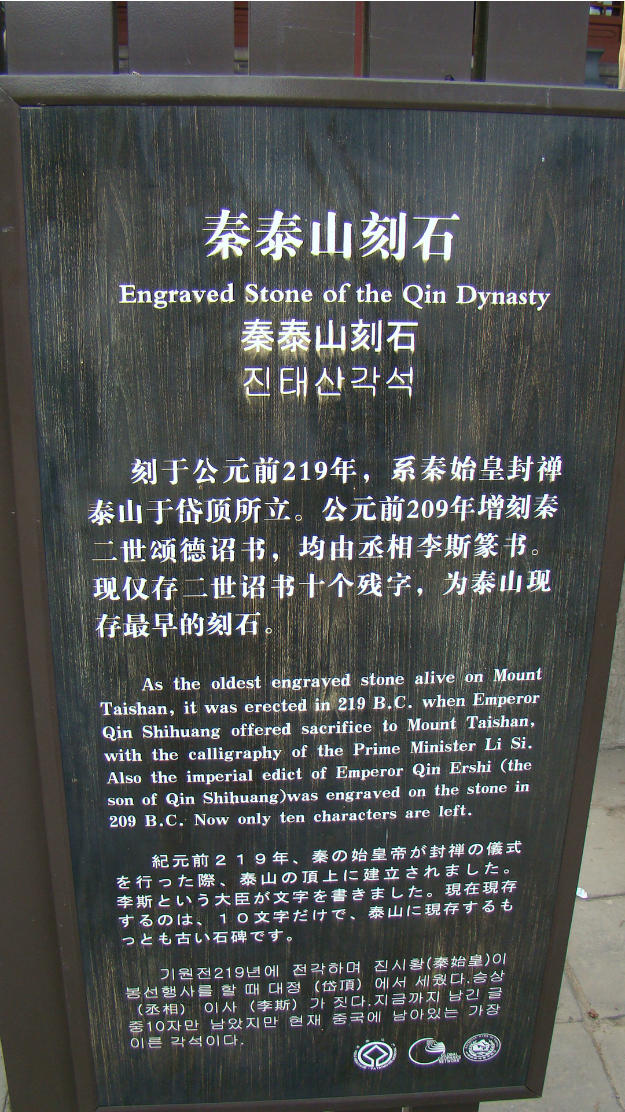 秦泰山刻石
Engraved Stone of the Qin Dynasty
秦泰山刻石
진태산각석
刻于公元前219年，系秦始皇封禅
泰山于岱顶所立。公元前209年增刻秦
二世颂德诏书，均由丞相李斯篆书。
现仅存二世诏书十个残字，为泰山现
存最早的刻石。
As the oldest engraved stone alive on Mount
Taishan, it was erected in 219 B.C. when Emperor
Qin Shihuang offered sacrifice to Mount Taishan,
with the calligraphy of the Prime Minister Li Si.
Also the imperial edict of Emperor Qin Ershi (the
son of Qin Shihuang)was engraved on the stone in
209 B.C. Now only ten characters are left.
紀元前２１９年、秦の始皇帝が封禅の儀式
を行った際、泰山の頂上に建立されました。
李斯という大臣が文字を書きました。現在現存
するのは、１０文字だけで、泰山に現存するも
っとも古い石碑です。
기원전219년에 전각하며 진시황(秦始皇)이
봉선행사를 할 때 대정 (岱頂) 에서 세웠다.승상
(丞相) 이사 (李斯) 가 짓다.지금까지 남긴 글
중10자만 남았지만 현재 중국에 남아있는 가장
이른 각석이다.